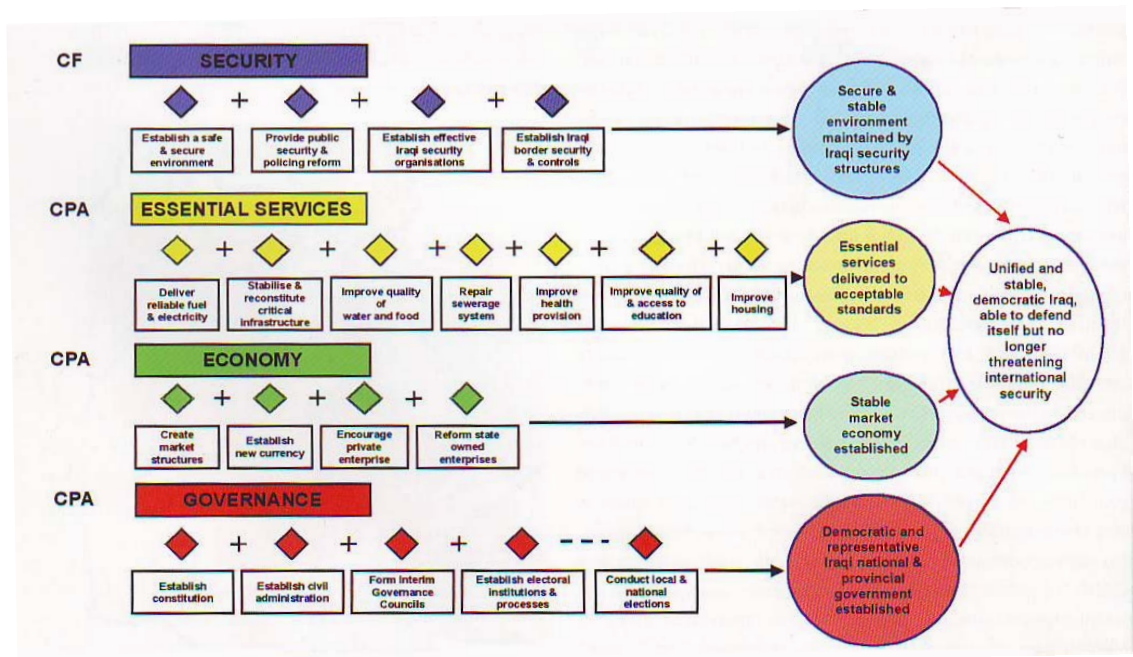 CF
SECURITY
+
+
+
Establish a safe
& secure
environment
Provide public
security &
policing reform
Establish effective
Iraqi security
organisations
Establish Iraqi
border security
& controls
Secure &
stable
environment
maintained by
Iraqi security
structures
CPA
ESSENTIAL SERVICES
+
+
+
+
+
+
Deliver
reliable fuel
& electricity
Stabilise &
reconstitute
critical
infrastructure
Improve quality
of
water and food
Repair
sewerage
system
Improve
health
provision
Improve quality of
& access to
education
Improve
housing
Essential
services
delivered to
acceptable
standards
CPA
ECONOMY
+
+
+
Create
market
structures
Establish
new currency
Encourage
private
enterprise
Reform state
owned
enterprises
Stable
market
economy
established
CPA
GOVERNANCE
+
+
+
Establish
constitution
Establish civil
administration
Form Interim
Governance
Councils
Establish electoral
institutions &
processes
Conduct local &
national
elections
Democratic and
representative
Iraqi national &
provincial
government
established
Unified and
stable,
democratic Iraq,
able to defend
itself but no
longer
threatening
international
security